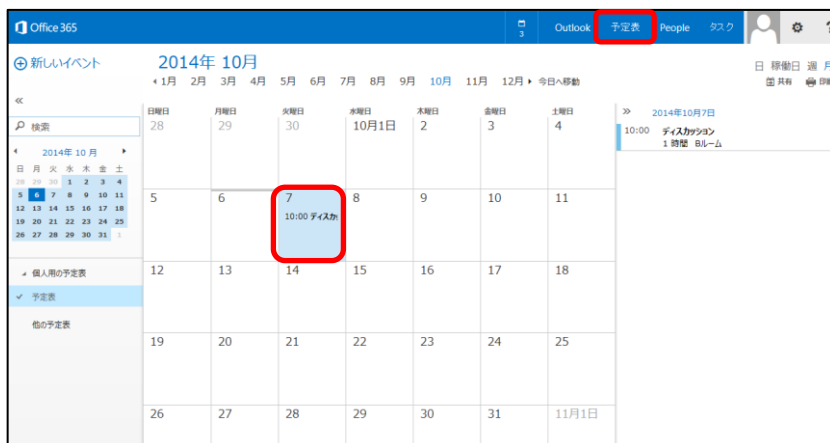 Office 365
3
Outlook 予定表 People タスク
?
新しいイベント
2014年 10月
1月 2月 3月 4月 5月 6月 7月 8月 9月 10月 11月 12月 今日へ移動
日 稼働日 週 月
共有
«
検索
2014年 10 月
日 月 火 水 木 金 土
28 29 30 1 2 3 4
5 6 7 8 9 10 11
12 13 14 15 16 17 18
19 20 21 22 23 24 25
26 27 28 29 30 31 1
個人用の予定表
予定表
他の予定表
日曜日 月曜日 火曜日 水曜日 木曜日 金曜日 土曜日
28 29 30 10月1日 2 3 4
5 6 7 8 9 10 11
10:00 ディスカ
12 13 14 15 16 17 18
19 20 21 22 23 24 25
26 27 28 29 30 31 11月1日
» 2014年10月7日
10:00 ディスカッション
1 時間 Bルーム